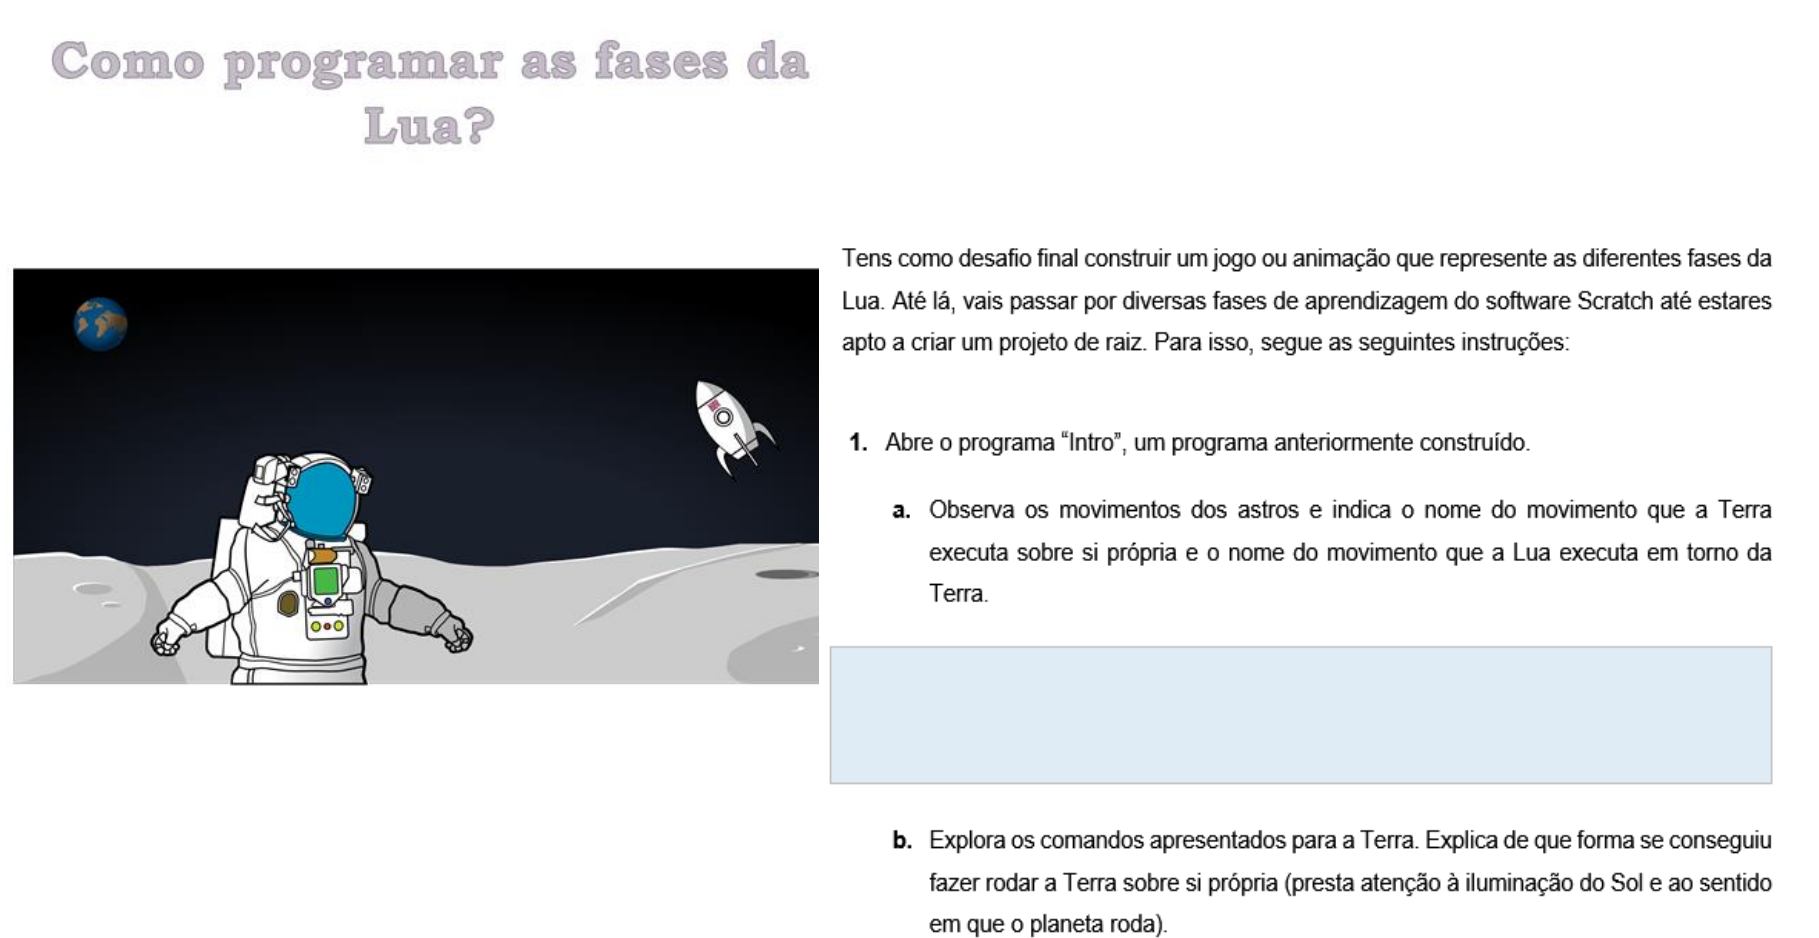 Como programar as fases da
Lua?
Tens como desafio final construir um jogo ou animação que represente as diferentes fases da
Lua. Até lá, vais passar por diversas fases de aprendizagem do software Scratch até estares
apto a criar um projeto de raiz. Para isso, segue as seguintes instruções:
1. Abre o programa “Intro”, um programa anteriormente construído.
a. Observa os movimentos dos astros e indica o nome do movimento que a Terra
executa sobre si própria e o nome do movimento que a Lua executa em torno da
Terra.
b. Explora os comandos apresentados para a Terra. Explica de que forma se conseguiu
fazer rodar a Terra sobre si própria (presta atenção à iluminação do Sol e ao sentido
em que o planeta roda).